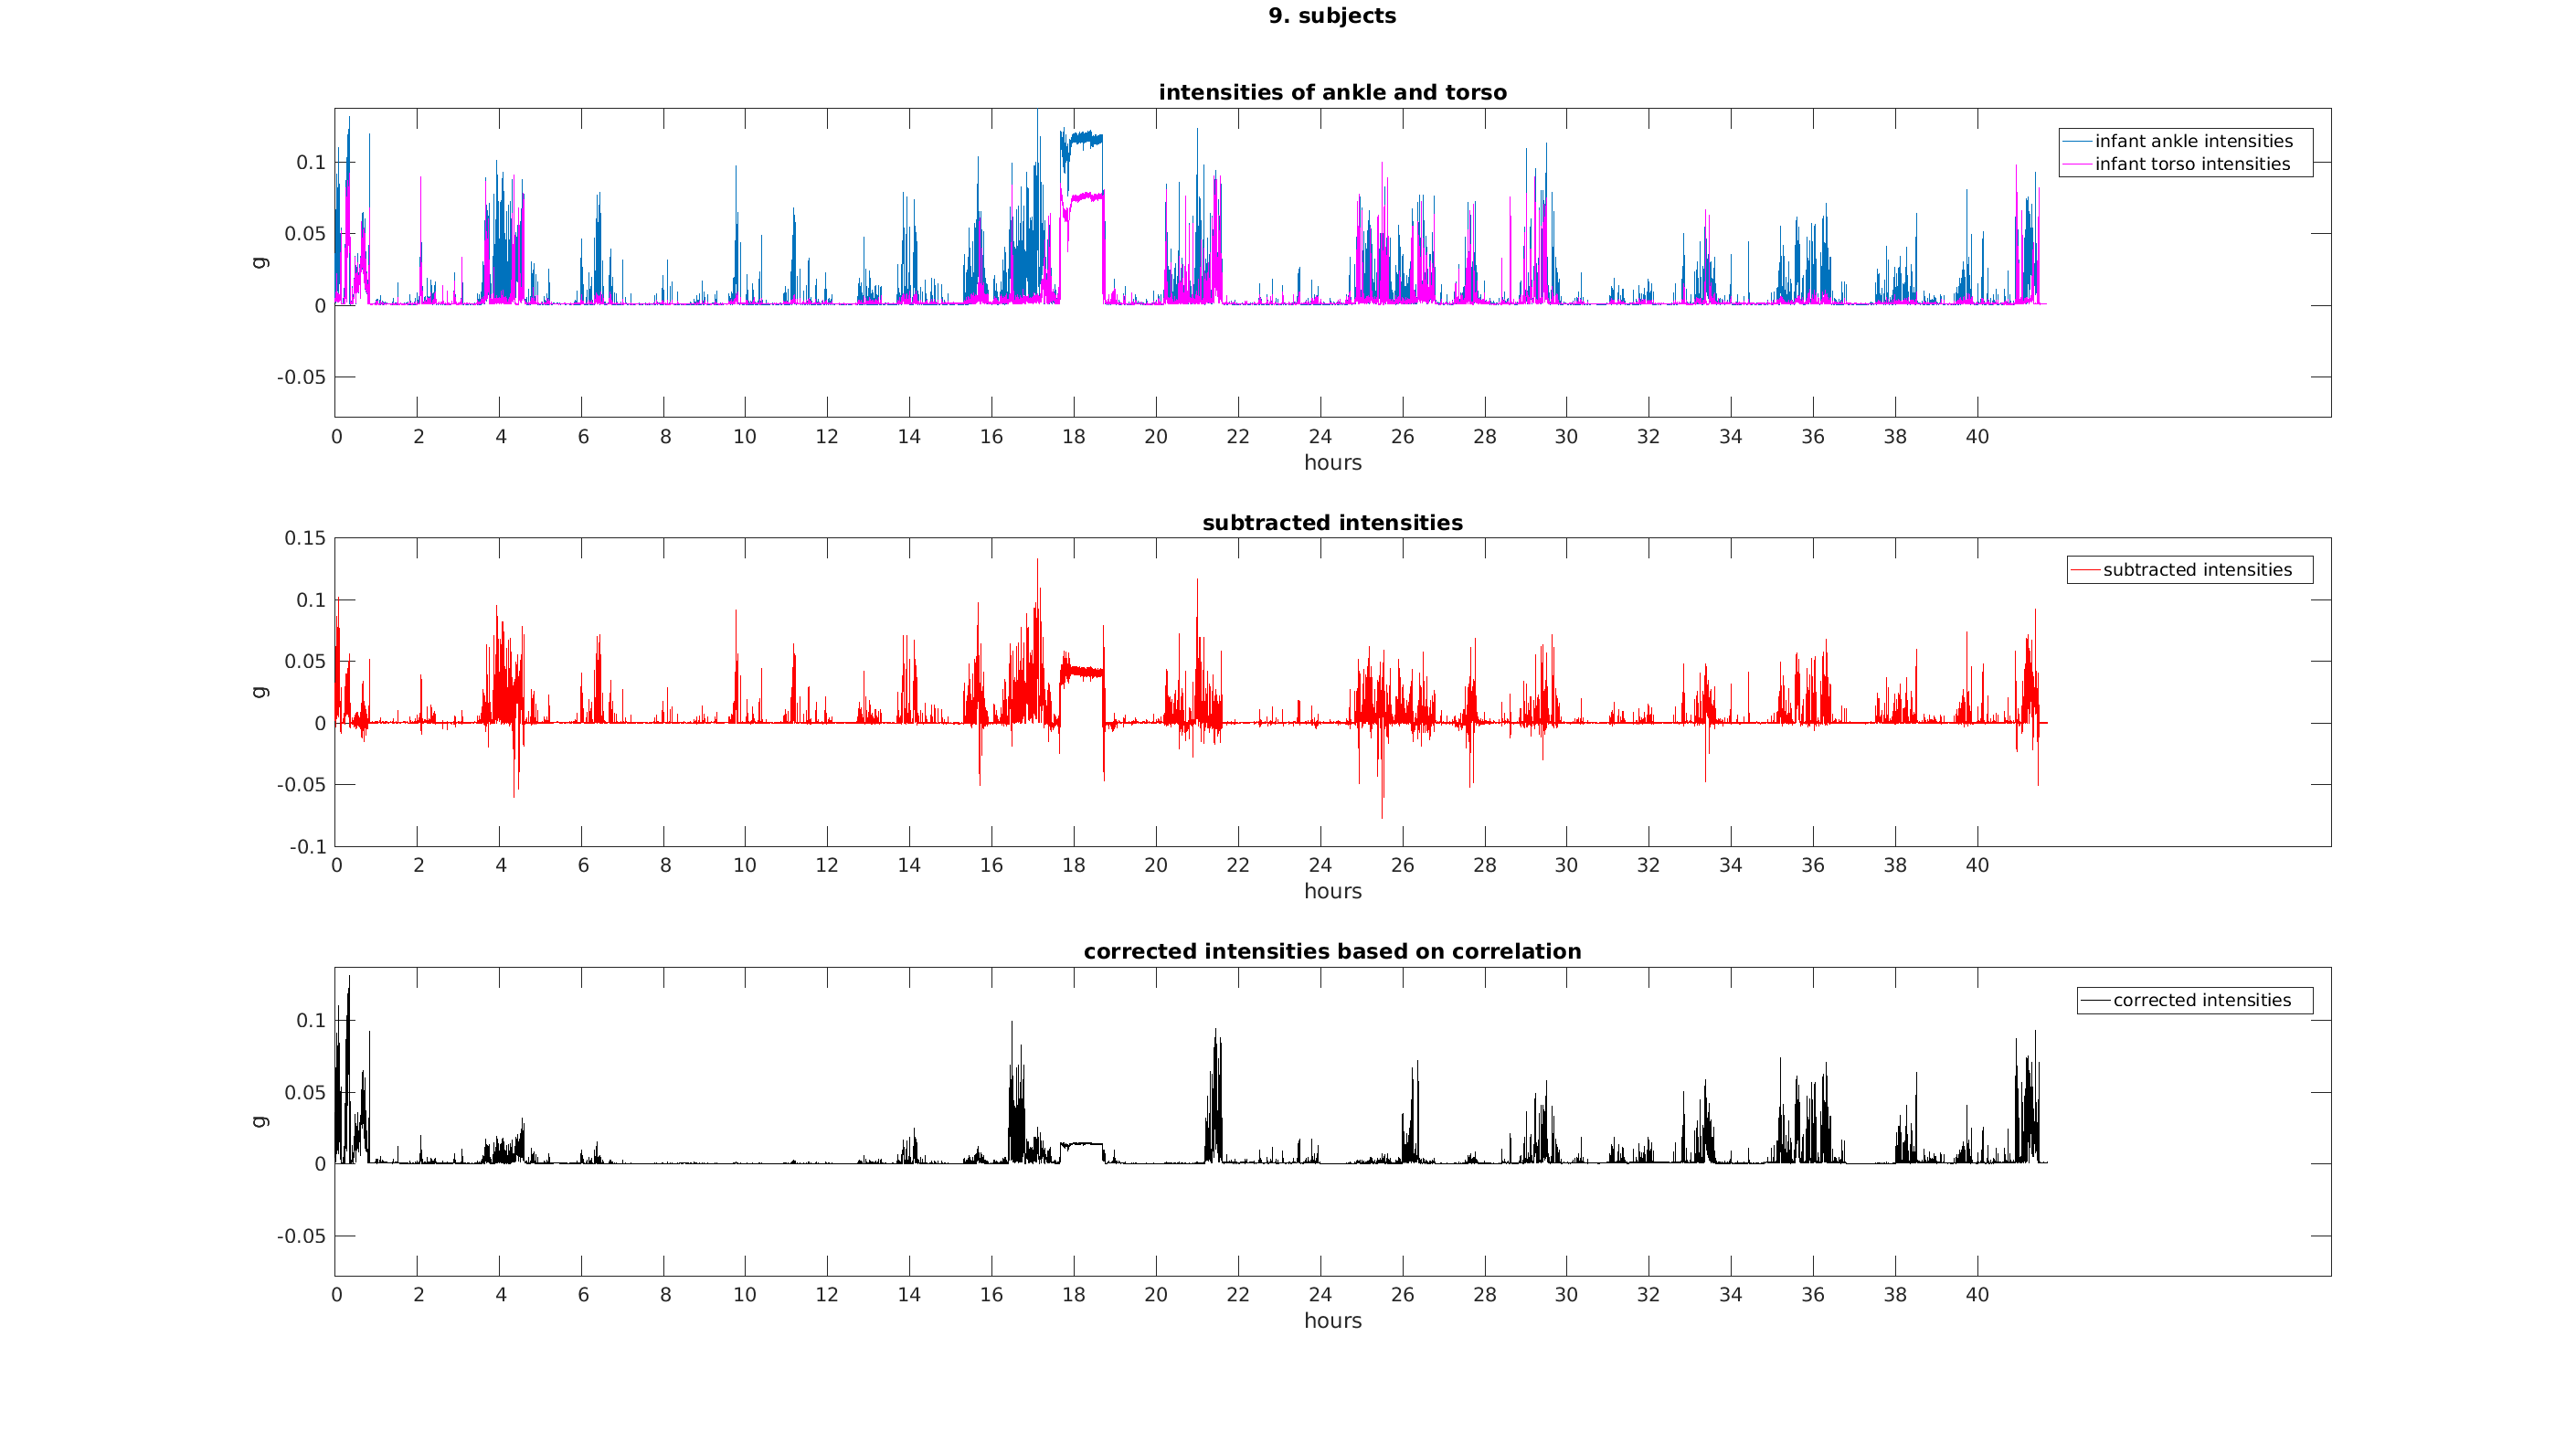 9. subjects
intensities of ankle and torso
infant ankle intensities
infant torso intensities
0.1
0.05
0
-0.05
g
0 2 4 6 8 10 12 14 16 18 20 22 24 26 28 30 32 34 36 38 40
hours
subtracted intensities
subtracted intensities
0.15
0.1
0.05
0
-0.05
-0.1
g
0 2 4 6 8 10 12 14 16 18 20 22 24 26 28 30 32 34 36 38 40
hours
corrected intensities based on correlation
corrected intensities
0.1
0.05
0
-0.05
g
0 2 4 6 8 10 12 14 16 18 20 22 24 26 28 30 32 34 36 38 40
hours